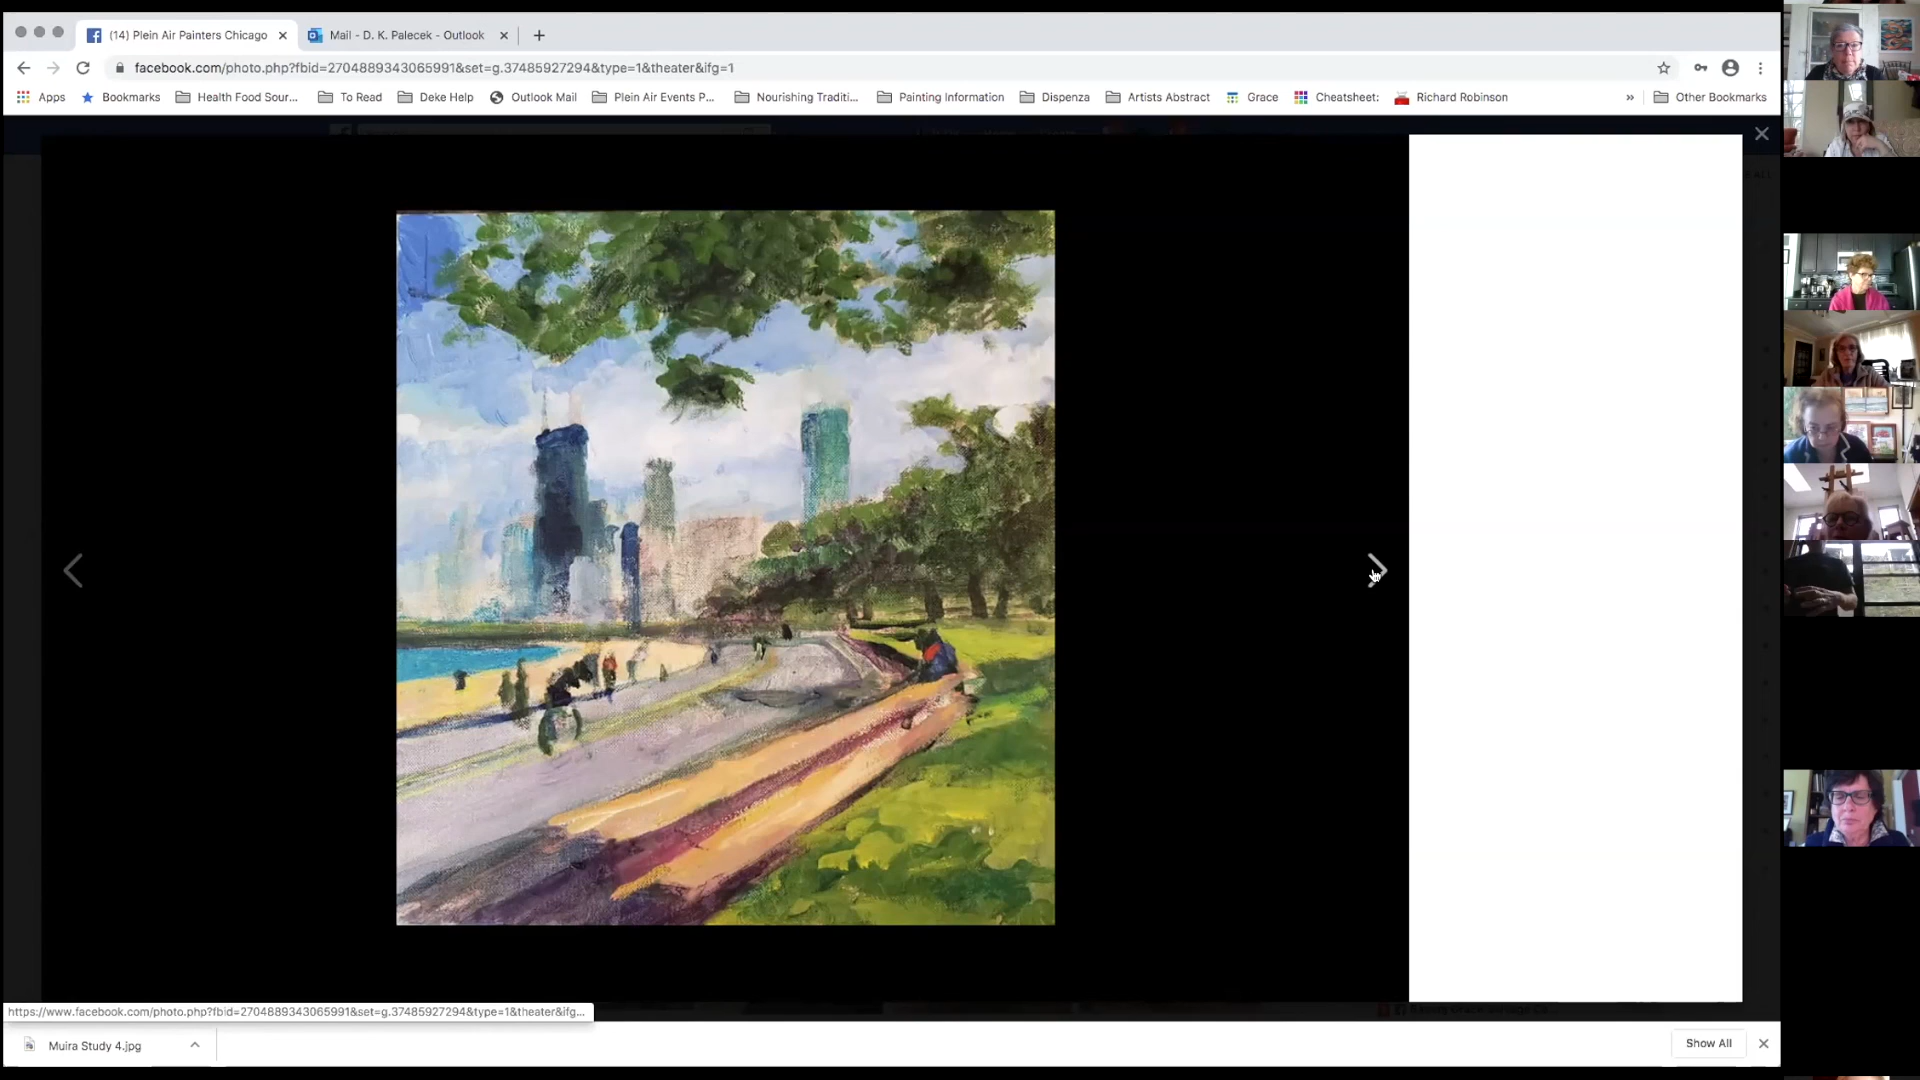 (14) Plein Air Painters Chicago
Mail - D. K. Palecek - Outlook
facebook.com/photo.php?fbid=2704889343065991&set=g.37485927294&type=1&theater&ifg=1
Apps Bookmarks Health Food Sour... To Read Deke Help Outlook Mail Plein Air Events P... Nourishing Traditi... Painting Information Dispenza Artists Abstract Grace Cheatsheet: Richard Robinson » Other Bookmarks
https://www.facebook.com/photo.php?fbid=2704889343065991&set=g.37485927294&type=1&theater&ifg...
Muira Study 4.jpg
Show All